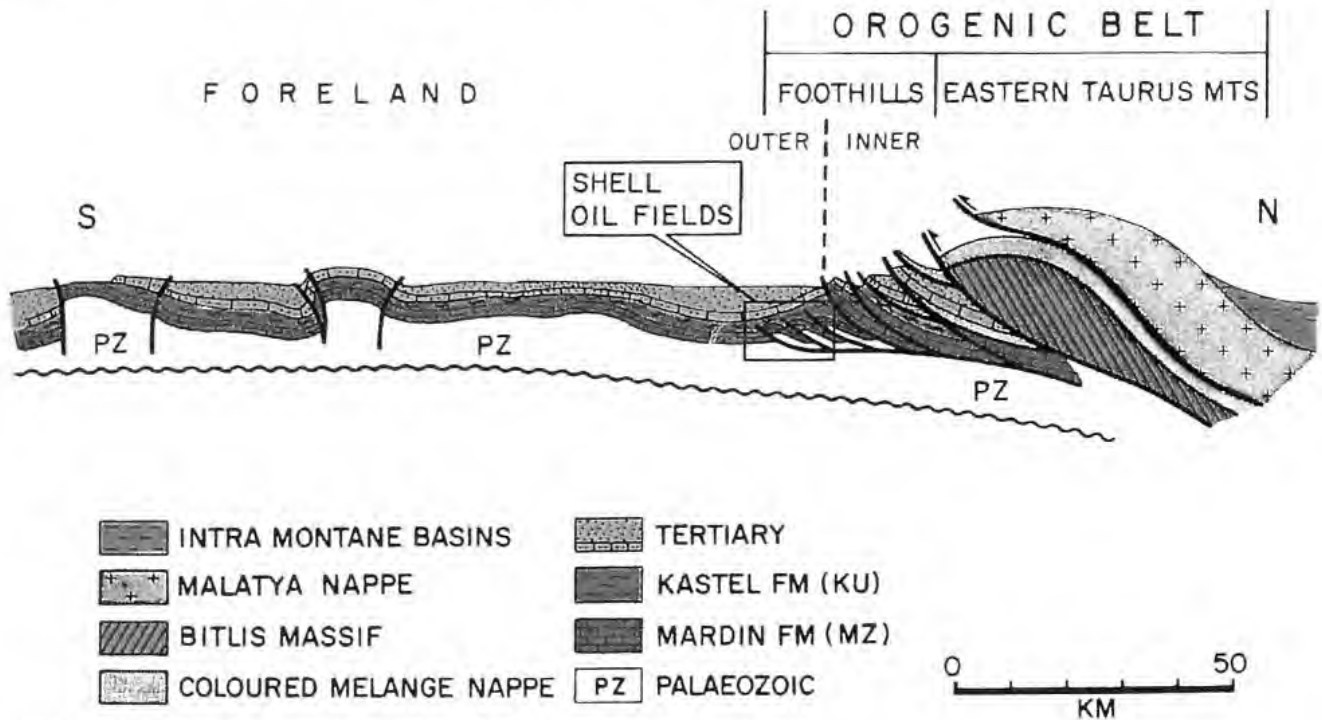 OROGENIC BELT
FORELAND
FOOTHILLS
EASTERN TAURUS MTS
OUTER
INNER
SHELL
OIL FIELDS
S
N
PZ
PZ
PZ
INTRA MONTANE BASINS
MALATYA NAPPE
BITLIS MASSIF
COLOURED MELANGE NAPPE
TERTIARY
KASTEL FM (KU)
MARDIN FM (MZ)
PZ PALAEOZOIC
0 50
KM